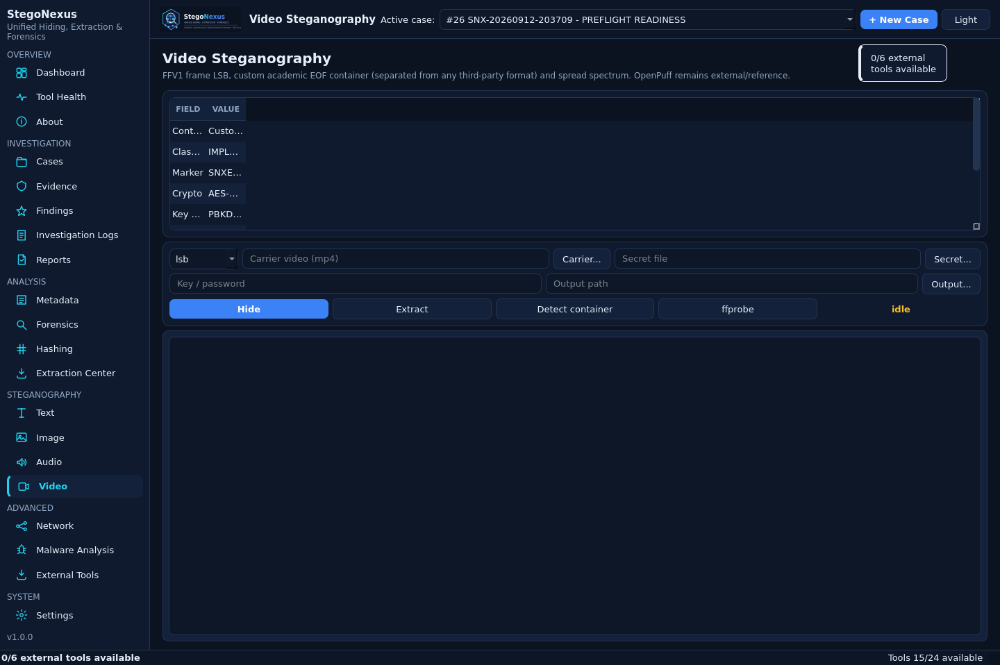 StegoNexus
Unified Hiding, Extraction &
Forensics
OVERVIEW
Dashboard
Tool Health
About
INVESTIGATION
Cases
Evidence
Findings
Investigation Logs
Reports
ANALYSIS
Metadata
Forensics
Hashing
Extraction Center
STEGANOGRAPHY
Text
Image
Audio
Video
ADVANCED
Network
Malware Analysis
External Tools
SYSTEM
Settings
v1.0.0
StegoNexus
Video Steganography
Active case:
#26 SNX-20260912-203709 - PREFLIGHT READINESS
+ New Case
Light
Video Steganography
FFV1 frame LSB, custom academic EOF container (separated from any third-party format) and spread spectrum. OpenPuff remains external/reference.
0/6 external
tools available
FIELD VALUE
Cont... Custo...
Clas... IMPL...
Marker SNXE...
Crypto AES-...
Key ... PBKD...
lsb
Carrier video (mp4)
Carrier...
Secret file
Secret...
Key / password
Output path
Output...
Hide
Extract
Detect container
ffprobe
idle
0/6 external tools available
Tools 15/24 available